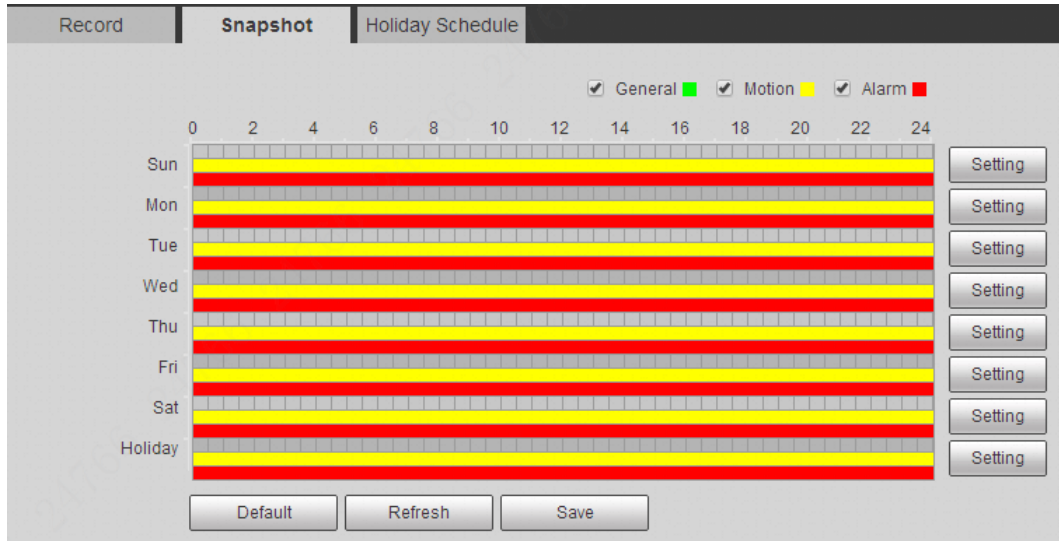 Record Snapshot Holiday Schedule
General Motion Alarm
0 2 4 6 8 10 12 14 16 18 20 22 24
Sun Setting
Mon Setting
Tue Setting
Wed Setting
Thu Setting
Fri Setting
Sat Setting
Holiday Setting
Default Refresh Save